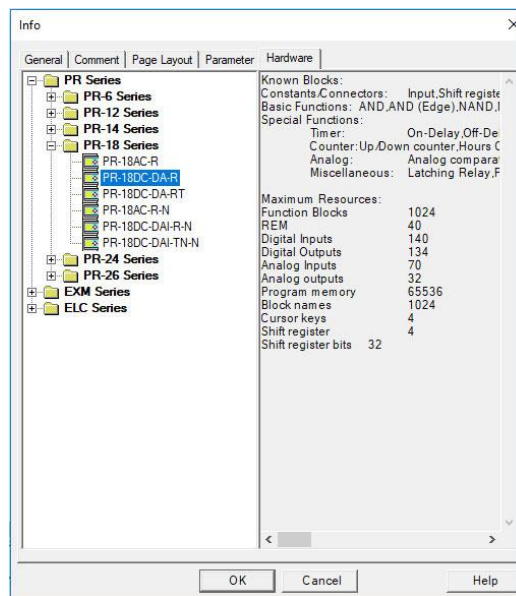 Info
General
Comment
Page Layout
Parameter
Hardware
PR Series
PR-6 Series
PR-12 Series
PR-14 Series
PR-18 Series
PR-18AC-R
PR-18DC-DA-R
PR-18DC-DA-RT
PR-18AC-R-N
PR-18DC-DAI-R-N
PR-18DC-DAI-TN-N
PR-24 Series
PR-26 Series
EXM Series
ELC Series
Known Blocks:
Constants/Connectors: Input,Shift registe
Basic Functions: AND,AND (Edge),NAND,
Special Functions:
Timer: On-Delay,Off-De
Counter:Up/Down counter,Hours
Analog: Analog compara
Miscellaneous: Latching Relay,
Maximum Resources:
Function Blocks 1024
REM 40
Digital Inputs 140
Digital Outputs 134
Analog Inputs 70
Analog outputs 32
Program memory 65536
Block names 1024
Cursor keys 4
Shift register 4
Shift register bits 32
OK
Cancel
Help